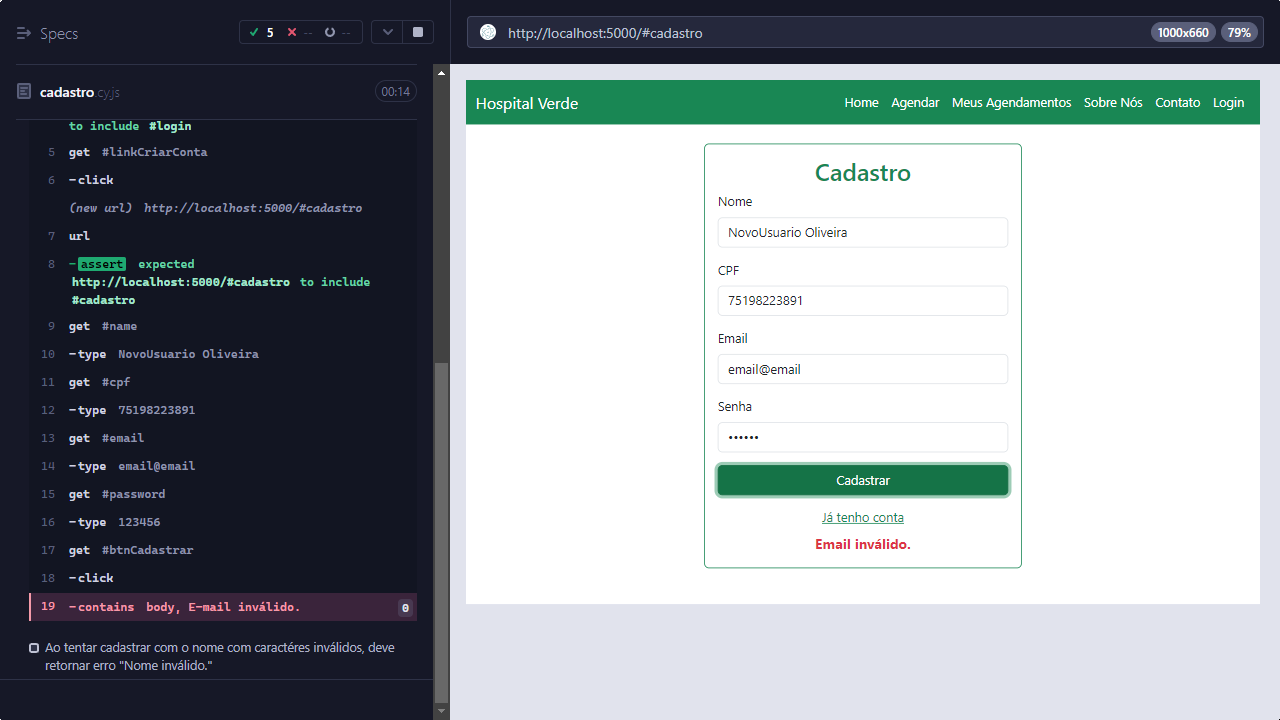 Specs
5 -- --
http://localhost:5000/#cadastro
1000x660
79%
cadastro.cy.js
00:14
to include #login
5 get #linkCriarConta
6 -click
(new url) http://localhost:5000/#cadastro
7 url
8 -assert expected
http://localhost:5000/#cadastro to include
#cadastro
9 get #name
10 -type NovoUsuario Oliveira
11 get #cpf
12 -type 75198223891
13 get #email
14 -type email@email
15 get #password
16 -type 123456
17 get #btnCadastrar
18 -click
19 -contains body, E-mail inválido. 0
Ao tentar cadastrar com o nome com caractéres inválidos, deve
retornar erro "Nome inválido."
Hospital Verde
Home Agendar Meus Agendamentos Sobre Nós Contato Login
Cadastro
Nome
NovoUsuario Oliveira
CPF
75198223891
Email
email@email
Senha
••••••
Cadastrar
Já tenho conta
Email inválido.